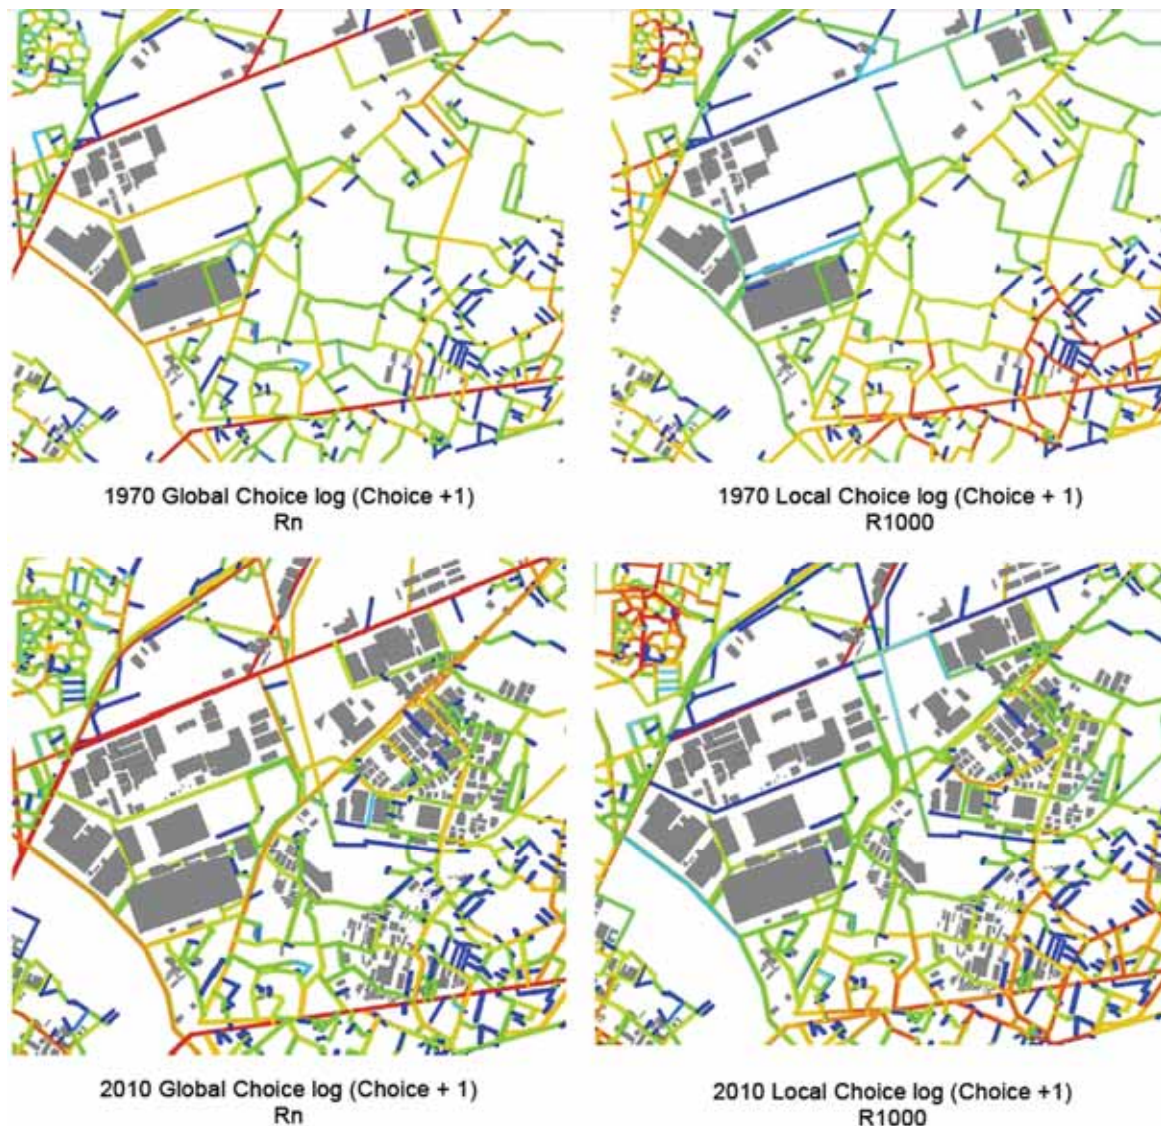 1970 Global Choice log (Choice +1)
Rn
1970 Local Choice log (Choice + 1)
R1000
2010 Global Choice log (Choice + 1)
Rn
2010 Local Choice log (Choice +1)
R1000